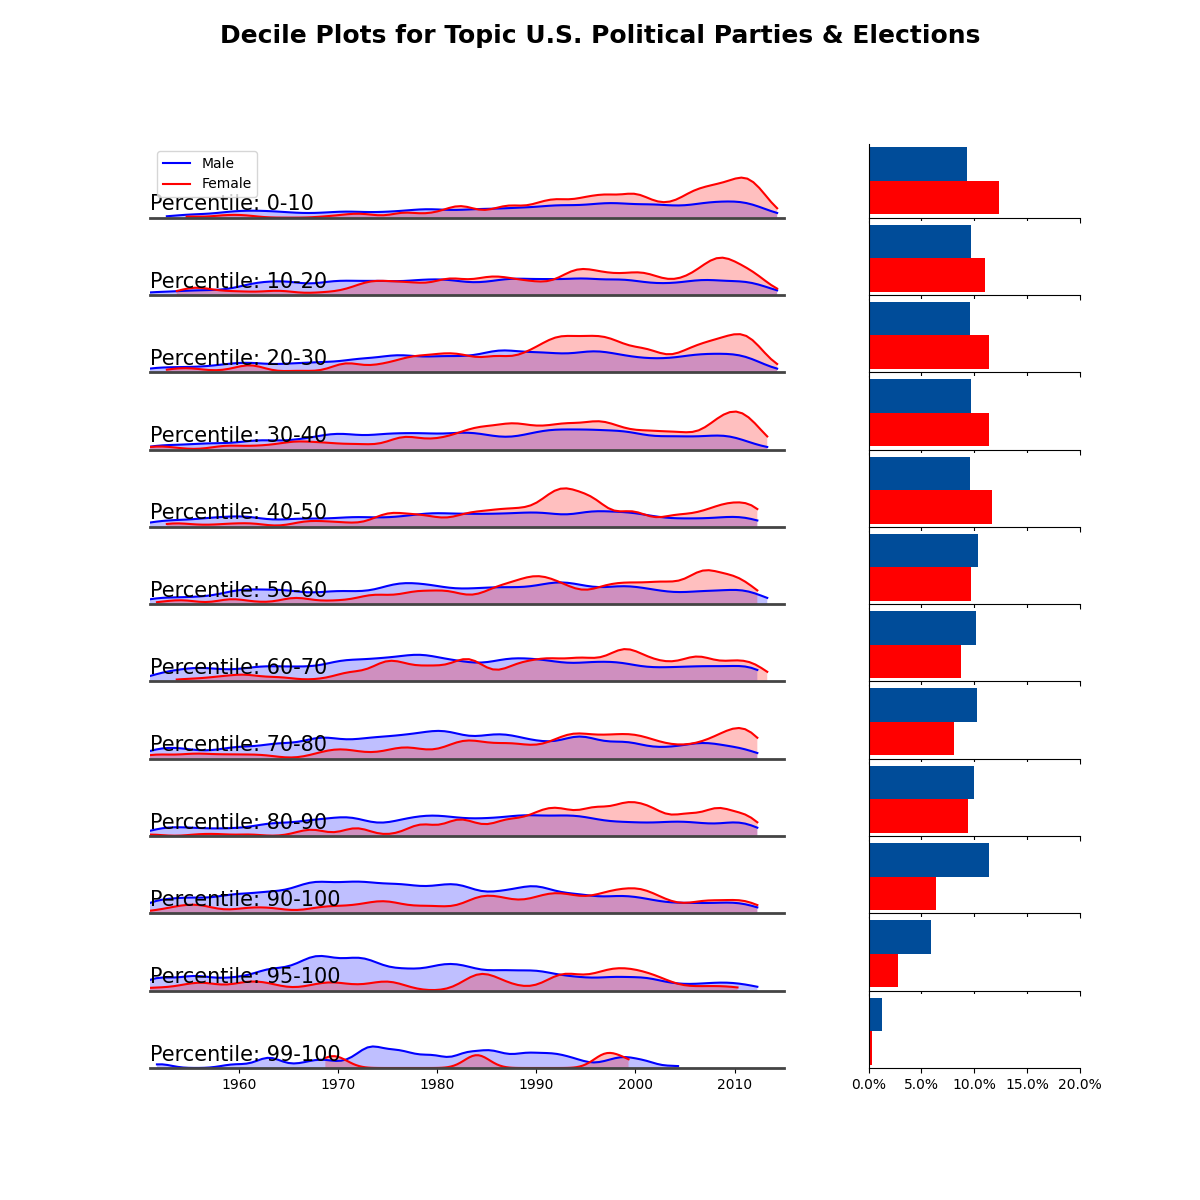 Decile Plots for Topic U.S. Political Parties & Elections
Male
Female
Percentile: 0-10
Percentile: 10-20
Percentile: 20-30
Percentile: 30-40
Percentile: 40-50
Percentile: 50-60
Percentile: 60-70
Percentile: 70-80
Percentile: 80-90
Percentile: 90-100
Percentile: 95-100
Percentile: 99-100
1960 1970 1980 1990 2000 2010
0.0% 5.0% 10.0% 15.0% 20.0%